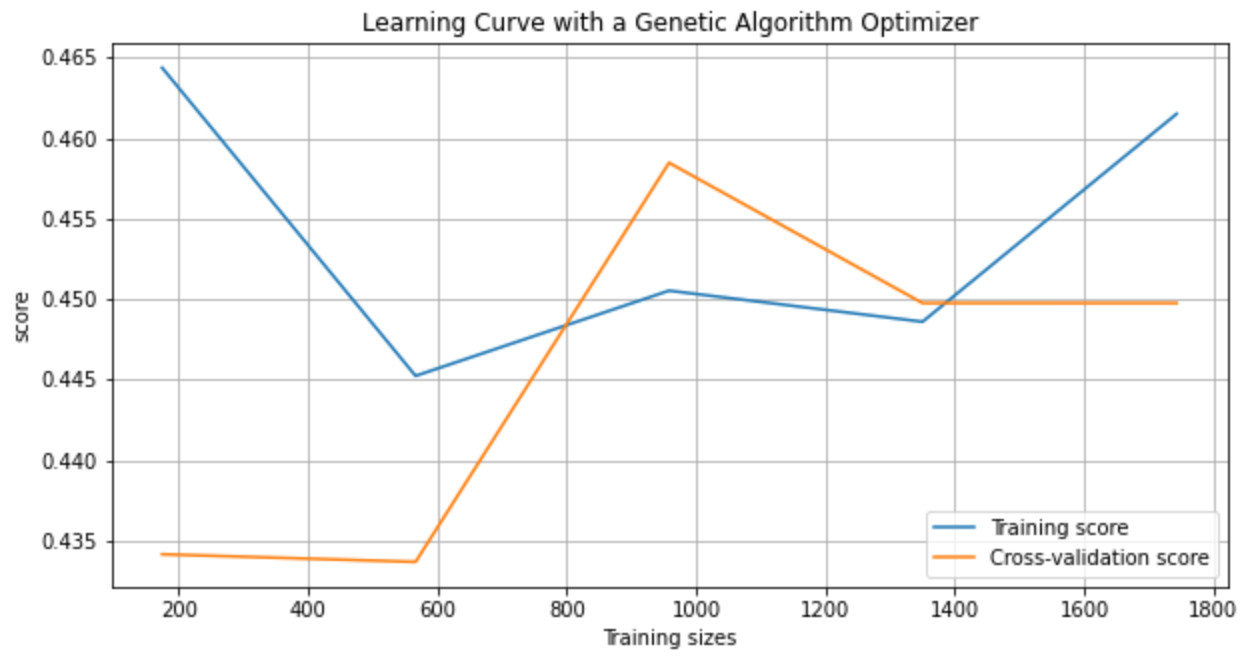 Learning Curve with a Genetic Algorithm Optimizer
0.465
0.460
0.455
0.450
0.445
0.440
0.435
score
200 400 600 800 1000 1200 1400 1600 1800
Training sizes
Training score
Cross-validation score